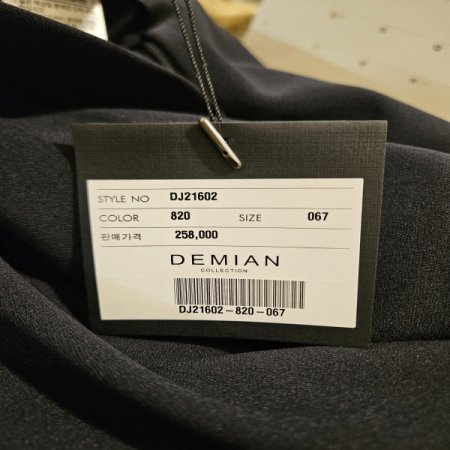 STYLE NO DJ21602
COLOR 820 SIZE 067
판매가격 258,000
DEMIAN
COLLECTION
DJ21602-820-067